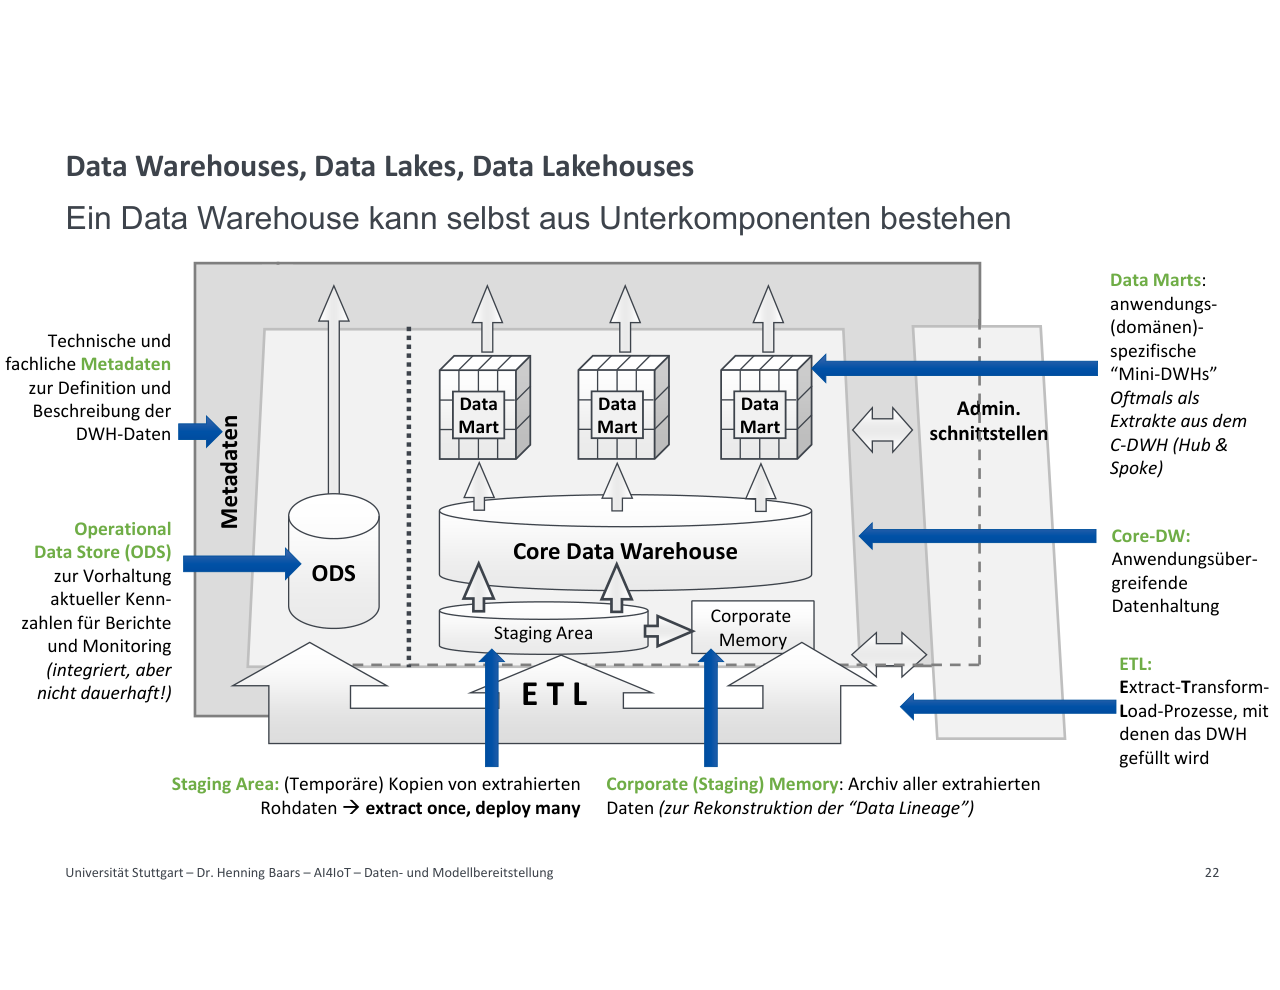 Data Warehouses, Data Lakes, Data Lakehouses
Ein Data Warehouse kann selbst aus Unterkomponenten bestehen
Technische und
fachliche Metadaten
zur Definition und
Beschreibung der
DWH-Daten
Operational
Data Store (ODS)
zur Vorhaltung
aktueller Kenn-
zahlen für Berichte
und Monitoring
(integriert, aber
nicht dauerhaft!)
Metadaten
ODS
Data
Mart
Data
Mart
Data
Mart
Core Data Warehouse
Staging Area
Corporate
Memory
E T L
Admin.
schnittstellen
Data Marts:
anwendungs-
(domänen)-
spezifische
“Mini-DWHs”
Oftmals als
Extrakte aus dem
C-DWH (Hub &
Spoke)
Core-DW:
Anwendungsüber-
greifende
Datenhaltung
ETL:
Extract-Transform-
Load-Prozesse, mit
denen das DWH
gefüllt wird
Staging Area: (Temporäre) Kopien von extrahierten
Rohdaten → extract once, deploy many
Corporate (Staging) Memory: Archiv aller extrahierten
Daten (zur Rekonstruktion der “Data Lineage”)
Universität Stuttgart – Dr. Henning Baars – AI4IoT – Daten- und Modellbereitstellung
22